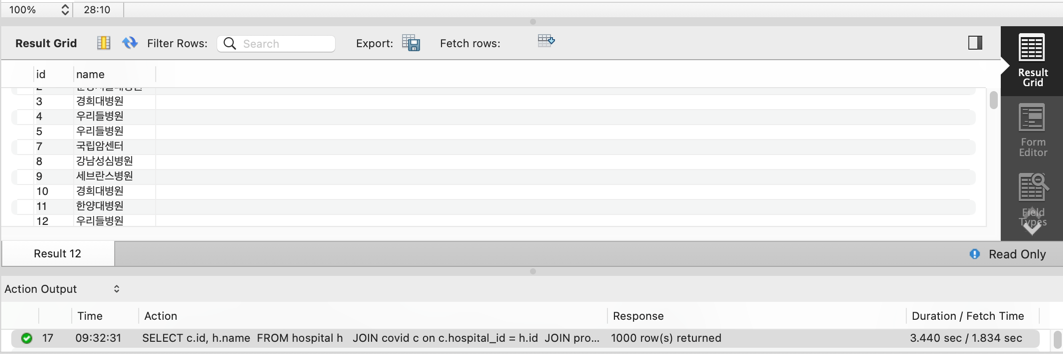 100% 28:10
Result Grid Filter Rows: Search Export: Fetch rows:
id name
3 경희대병원
4 우리들병원
5 우리들병원
7 국립암센터
8 강남성심병원
9 세브란스병원
10 경희대병원
11 한양대병원
12 우리들병원
Result
Grid
Form
Editor
Field
Types
Result 12 Read Only
Action Output
Time Action Response Duration / Fetch Time
17 09:32:31 SELECT c.id, h.name FROM hospital h JOIN covid c on c.hospital_id = h.id JOIN pro... 1000 row(s) returned 3.440 sec / 1.834 sec